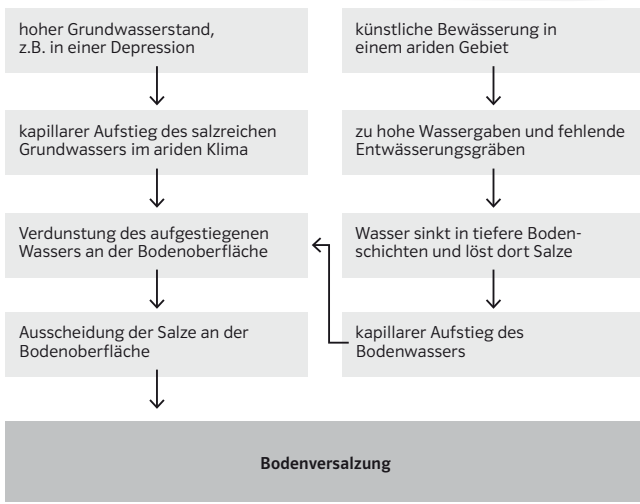 hoher Grundwasserstand,
z.B. in einer Depression
kapillarer Aufstieg des salzreichen
Grundwassers im ariden Klima
Verdunstung des aufgestiegenen
Wassers an der Bodenoberfläche
Ausscheidung der Salze an der
Bodenoberfläche
künstliche Bewässerung in
einem ariden Gebiet
zu hohe Wassergaben und fehlende
Entwässerungsgräben
Wasser sinkt in tiefere Boden-
schichten und löst dort Salze
kapillarer Aufstieg des
Bodenwassers
Bodenversalzung